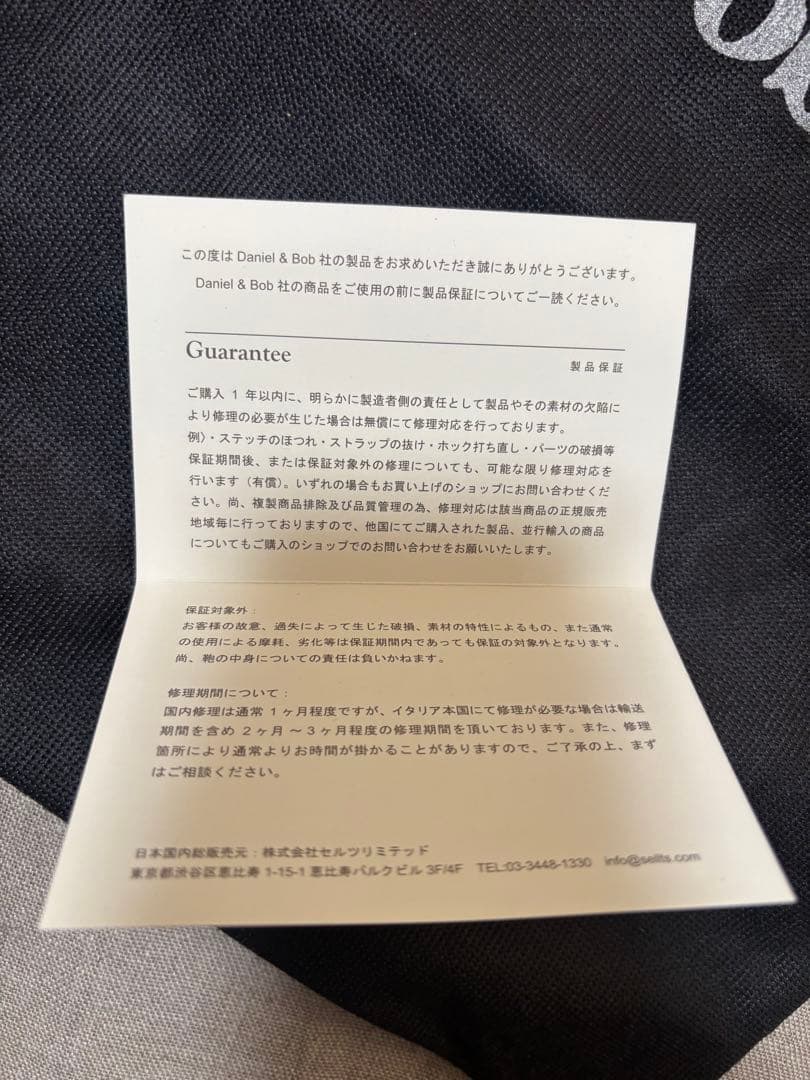 この度は Daniel & Bob 社の製品をお求めいただき誠にありがとうございます。
Daniel & Bob 社の商品をご使用の前に製品保証についてご一読ください。
Guarantee
製品保証
ご購入 1 年以内に、明らかに製造者側の責任として製品やその素材の欠陥に
より修理の必要が生じた場合は無償にて修理対応を行っております。
例）・ステッチのほつれ・ストラップの抜け・ホック打ち直し・パーツの破損等
保証期間後、または保証対象外の修理についても、可能な限り修理対応を
行います（有償）。いずれの場合もお買い上げのショップにお問い合わせくだ
さい。尚、複製商品排除及び品質管理の為、修理対応は該当商品の正規販売
地域毎に行っておりますので、他国にてご購入された製品、並行輸入の商品
についてもご購入のショップでのお問い合わせをお願いいたします。
保証対象外：
お客様の故意、過失によって生じた破損、素材の特性によるもの、また通常
の使用による摩耗、劣化等は保証期間内であっても保証の対象外となります。
尚、鞄の中身についての責任は負いかねます。
修理期間について：
国内修理は通常 1 ヶ月程度ですが、イタリア本国にて修理が必要な場合は輸送
期間を含め 2 ヶ月 〜 3 ヶ月程度の修理期間を頂いております。また、修理
箇所により通常よりお時間が掛かることがありますので、ご了承の上、まず
はご相談ください。
日本国内総販売元：株式会社セルツリミテッド
東京都渋谷区恵比寿 1-15-1 恵比寿パルクビル 3F/4F TEL:03-3448-1330 info@sellts.com